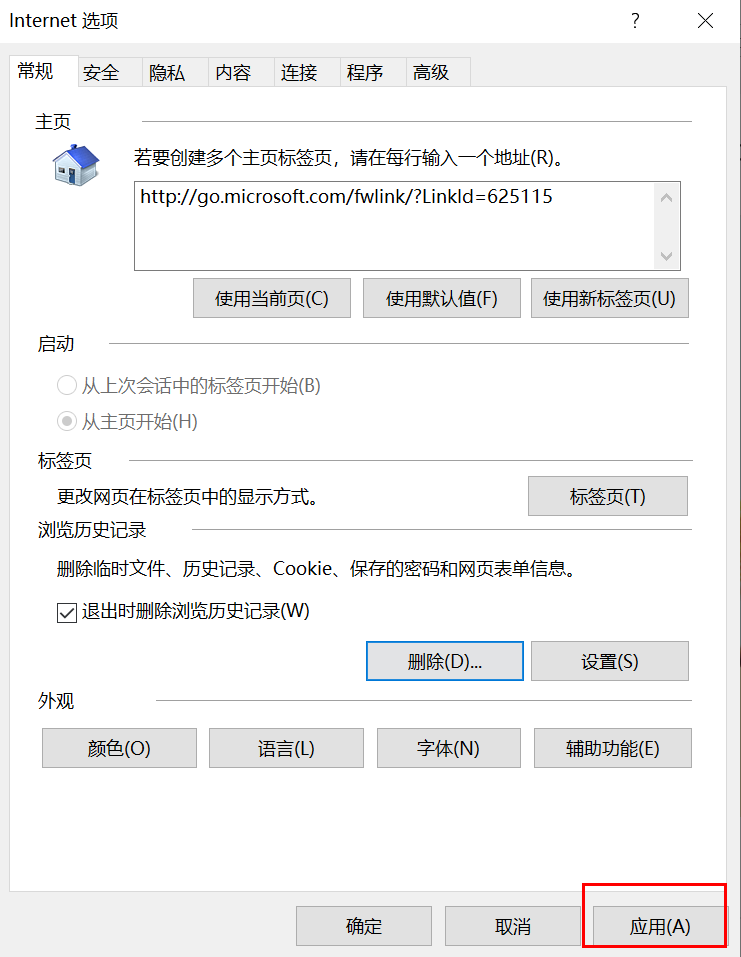 Internet 选项
?
常规 安全 隐私 内容 连接 程序 高级
主页
若要创建多个主页标签页，请在每行输入一个地址(R)。
http://go.microsoft.com/fwlink/?LinkId=625115
使用当前页(C) 使用默认值(F) 使用新标签页(U)
启动
从上次会话中的标签页开始(B)
从主页开始(H)
标签页
更改网页在标签页中的显示方式。 标签页(T)
浏览历史记录
删除临时文件、历史记录、Cookie、保存的密码和网页表单信息。
退出时删除浏览历史记录(W)
删除(D)... 设置(S)
外观
颜色(O) 语言(L) 字体(N) 辅助功能(E)
确定 取消 应用(A)